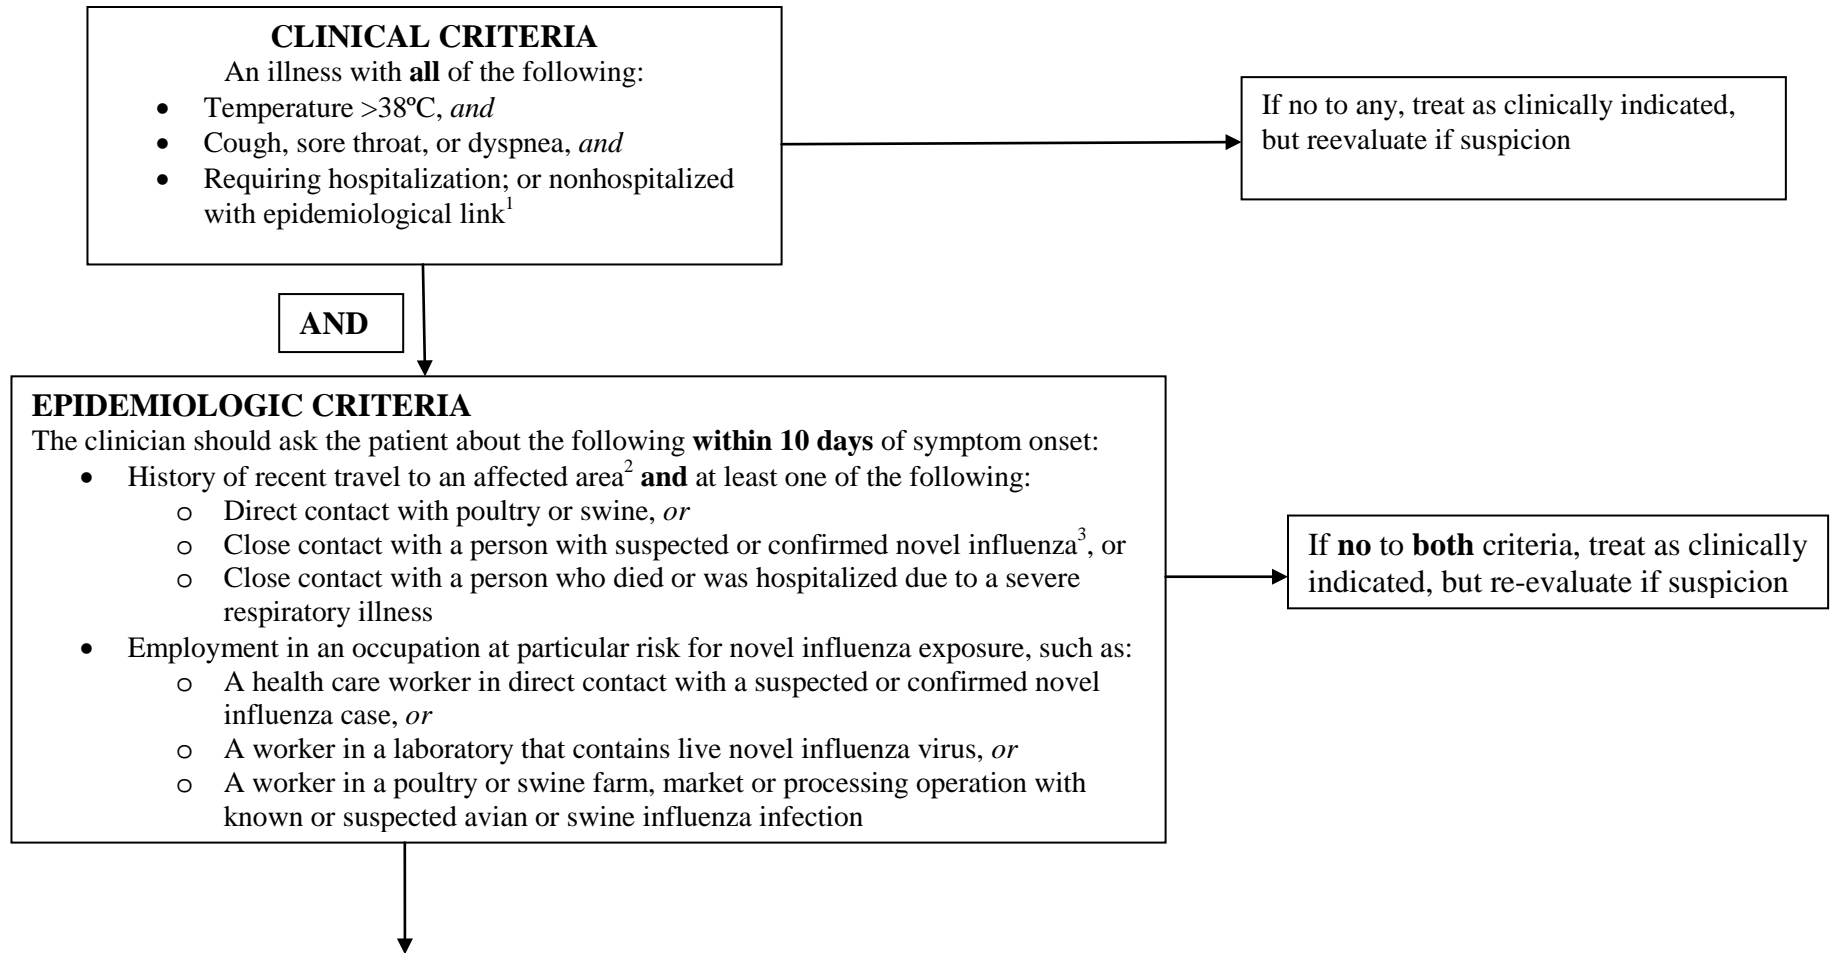 CLINICAL CRITERIA
An illness with all of the following:
• Temperature >38ºC, and
• Cough, sore throat, or dyspnea, and
• Requiring hospitalization; or nonhospitalized
with epidemiological link1
If no to any, treat as clinically indicated,
but reevaluate if suspicion
AND
EPIDEMIOLOGIC CRITERIA
The clinician should ask the patient about the following within 10 days of symptom onset:
• History of recent travel to an affected area2 and at least one of the following:
o Direct contact with poultry or swine, or
o Close contact with a person with suspected or confirmed novel influenza3, or
o Close contact with a person who died or was hospitalized due to a severe
respiratory illness
• Employment in an occupation at particular risk for novel influenza exposure, such as:
o A health care worker in direct contact with a suspected or confirmed novel
influenza case, or
o A worker in a laboratory that contains live novel influenza virus, or
o A worker in a poultry or swine farm, market or processing operation with
known or suspected avian or swine influenza infection
If no to both criteria, treat as clinically
indicated, but re-evaluate if suspicion